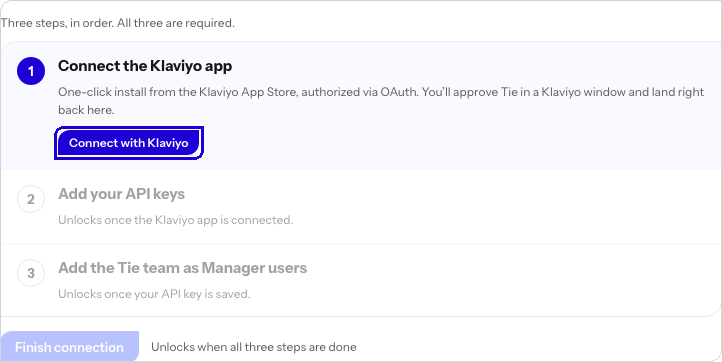 Three steps, in order. All three are required.
1
Connect the Klaviyo app
One-click install from the Klaviyo App Store, authorized via OAuth. You’ll approve Tie in a Klaviyo window and land right
back here.
Connect with Klaviyo
2
Add your API keys
Unlocks once the Klaviyo app is connected.
3
Add the Tie team as Manager users
Unlocks once your API key is saved.
Finish connection
Unlocks when all three steps are done